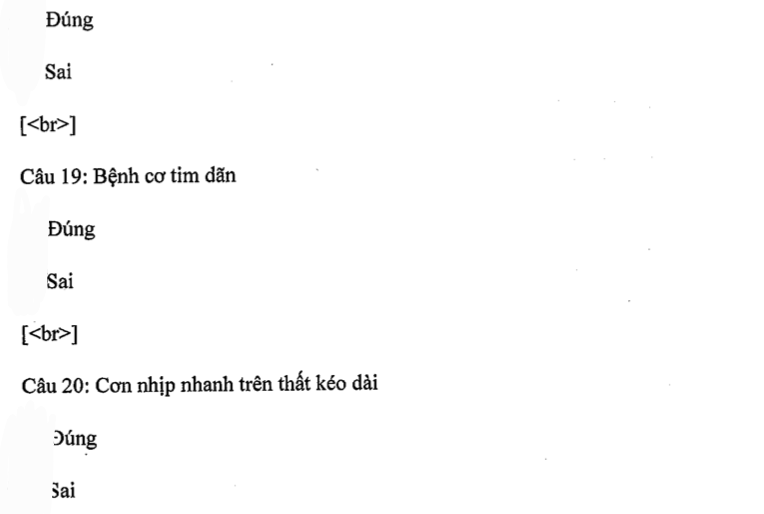 Đúng
Sai
[<br>]
Câu 19: Bệnh cơ tim dãn
Đúng
Sai
[<br>]
Câu 20: Cơn nhịp nhanh trên thất kéo dài
Đúng
Sai